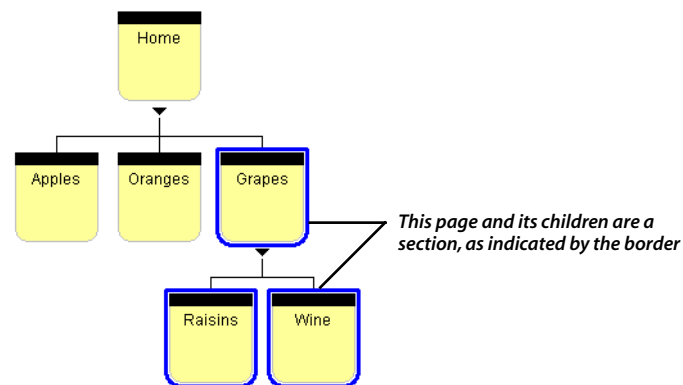 Home
Apples
Oranges
Grapes
This page and its children are a
section, as indicated by the border
Raisins
Wine